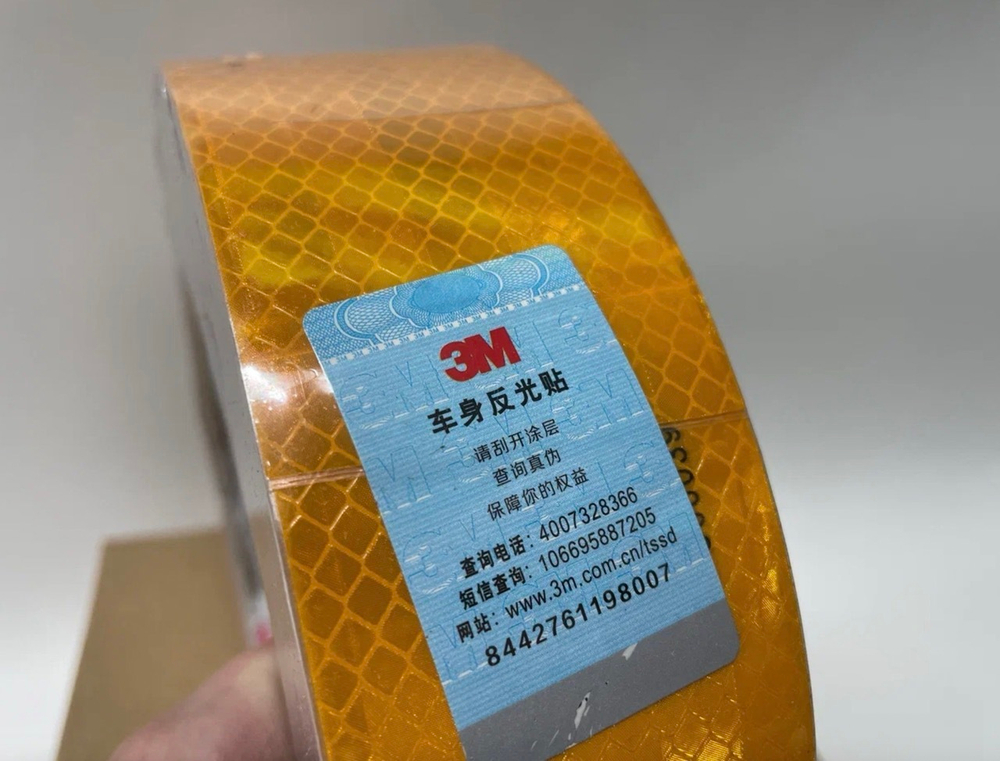 3M
车身反光贴
请刮开涂层
查询真伪
保障你的权益
查询电话：4007328366
短信查询：106695887205
网站：www.3m.com.cn/tssd
8442761198007